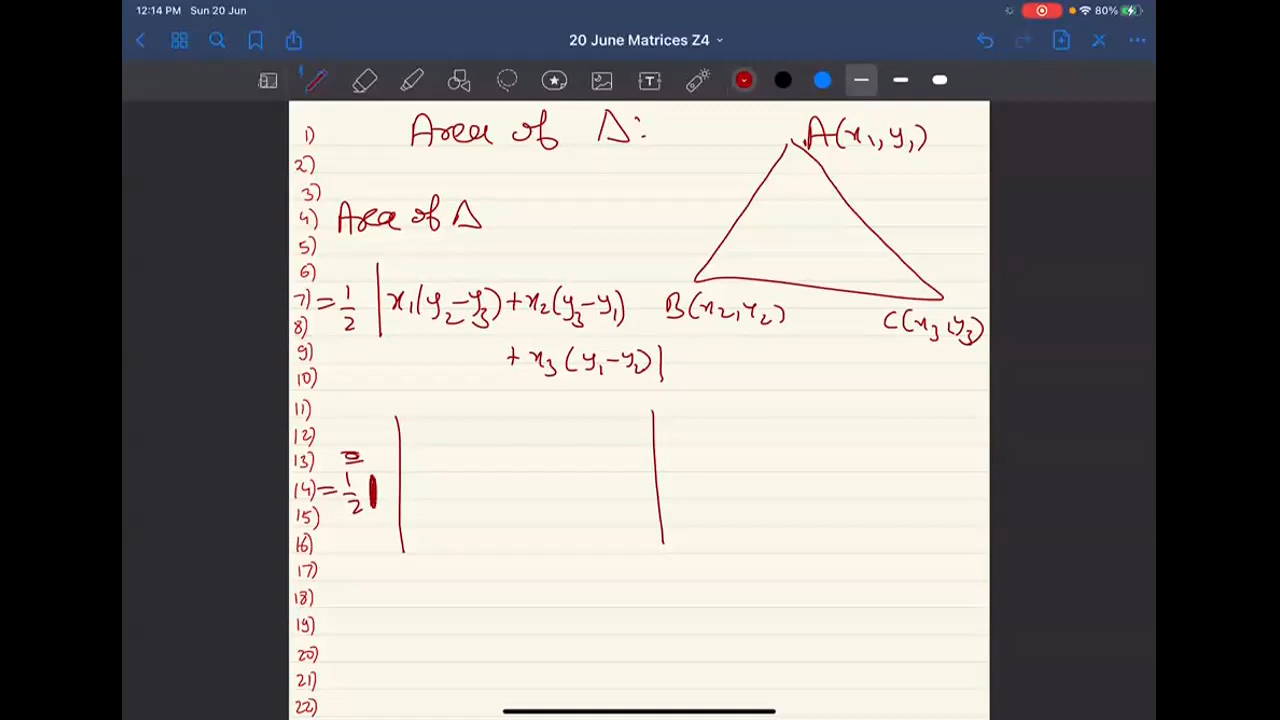 12:14 PM Sun 20 Jun
80%
20 June Matrices Z4
Area of Δ:
A(x₁, y₁)
Area of Δ
= 1/2 |x₁(y₂-y₃)+x₂(y₃-y₁)
+ x₃(y₁-y₂)|
B(x₂, y₂)
C(x₃, y₃)
= 1/2
1)
2)
3)
4)
5)
6)
7)
8)
9)
10)
11)
12)
13)
14)
15)
16)
17)
18)
19)
20)
21)
22)